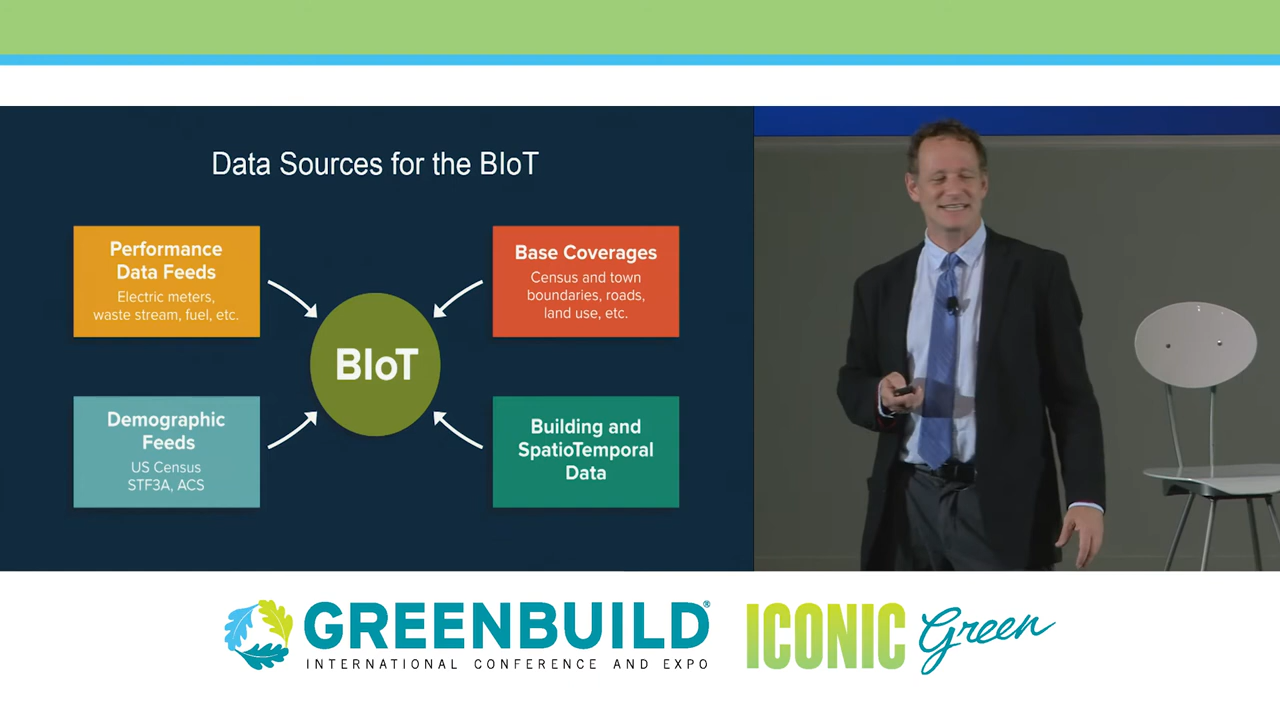 Data Sources for the BIoT
Performance
Data Feeds
Electric meters,
waste stream, fuel, etc.
Base Coverages
Census and town
boundaries, roads,
land use, etc.
BIoT
Demographic
Feeds
US Census
STF3A, ACS
Building and
SpatioTemporal
Data
GREENBUILD®
INTERNATIONAL CONFERENCE AND EXPO
ICONIC Green